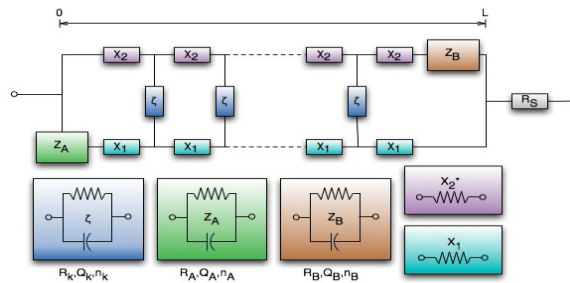 0 L
X2 X2 X2 X2 ZB
ζ ζ ζ RS
ZA X1 X1 X1 X1
ζ ZA ZB X2*
X1
Rk,Qk,nk RA,QA,nA RB,QB,nB